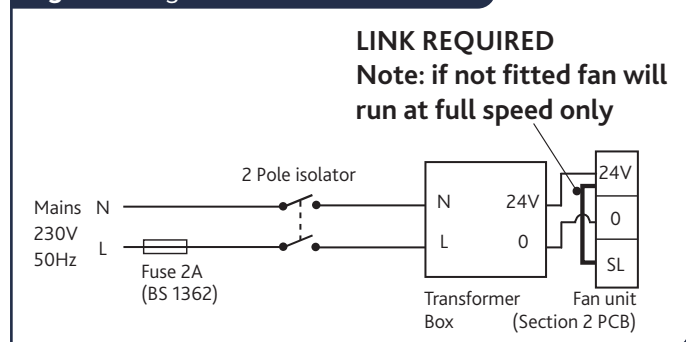 LINK REQUIRED
Note: if not fitted fan will
run at full speed only
2 Pole isolator
Mains N
230V
50Hz
L
Fuse 2A
(BS 1362)
N 24V
L 0
24V
0
SL
Transformer
Box
Fan unit
(Section 2 PCB)